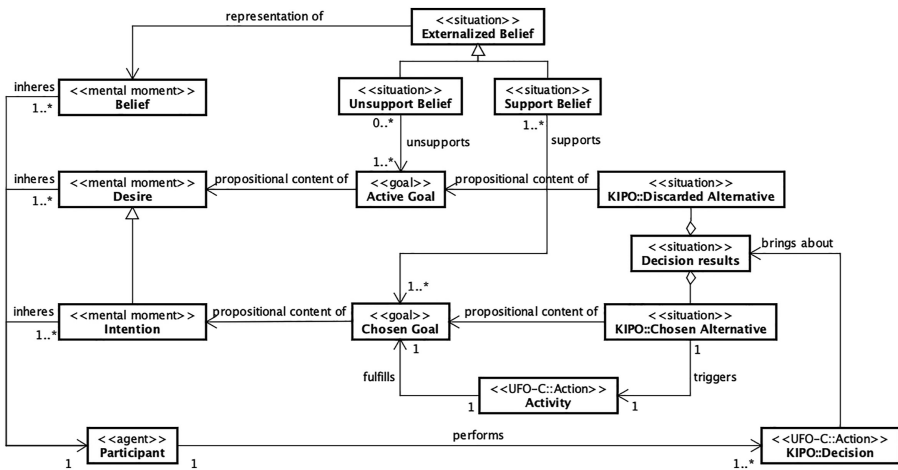 representation of
<<situation>>
Externalized Belief
inheres
1..*
<<mental moment>>
Belief
<<situation>>
Unsupport Belief
0..*
<<situation>>
Support Belief
1..*
unsupports
supports
1..*
inheres
1..*
<<mental moment>>
Desire
propositional content of
<<goal>>
Active Goal
propositional content of
<<situation>>
KIPO::Discarded Alternative
<<situation>>
Decision results
brings about
1..*
inheres
1..*
<<mental moment>>
Intention
propositional content of
<<goal>>
Chosen Goal
1
propositional content of
<<situation>>
KIPO::Chosen Alternative
1
fulfills
triggers
1
<<UFO-C::Action>>
Activity
1
1
<<agent>>
Participant
1
performs
1..*
<<UFO-C::Action>>
KIPO::Decision